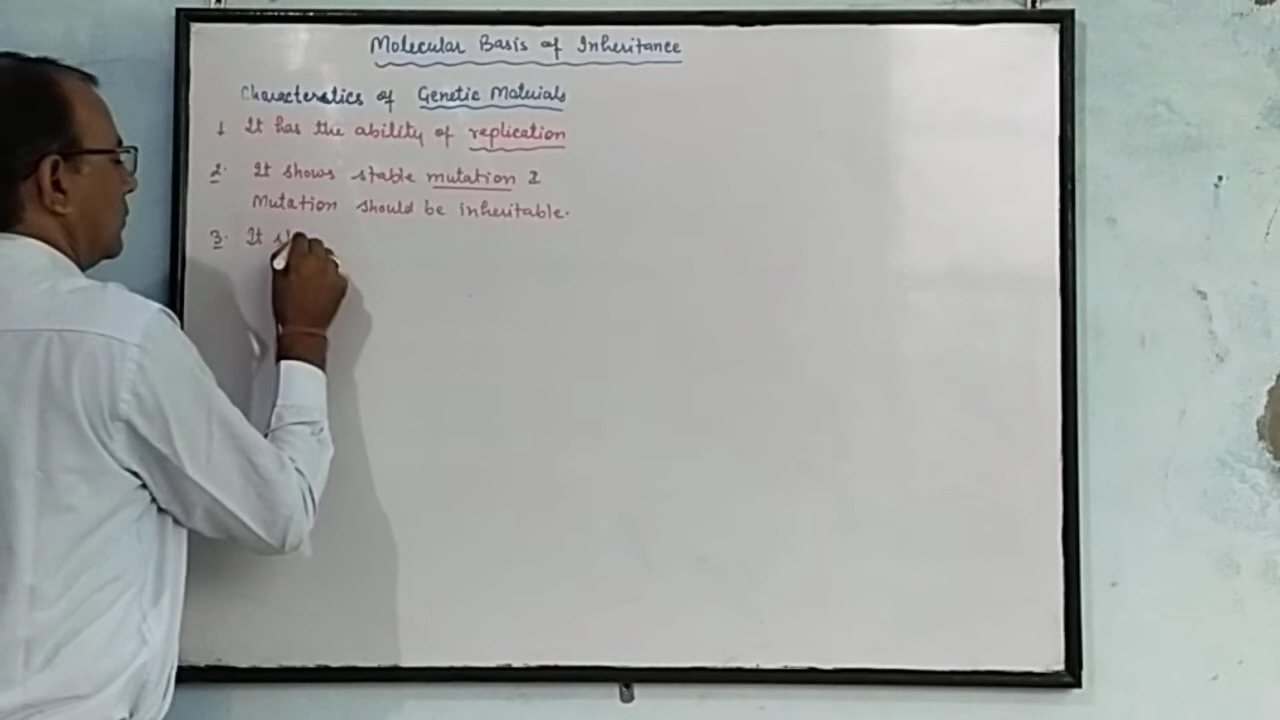 Molecular Basis of Inheritance
Characterstics of Genetic Materials
1 It has the ability of replication
2. It shows stable mutation &
Mutation should be inheritable.
3. It